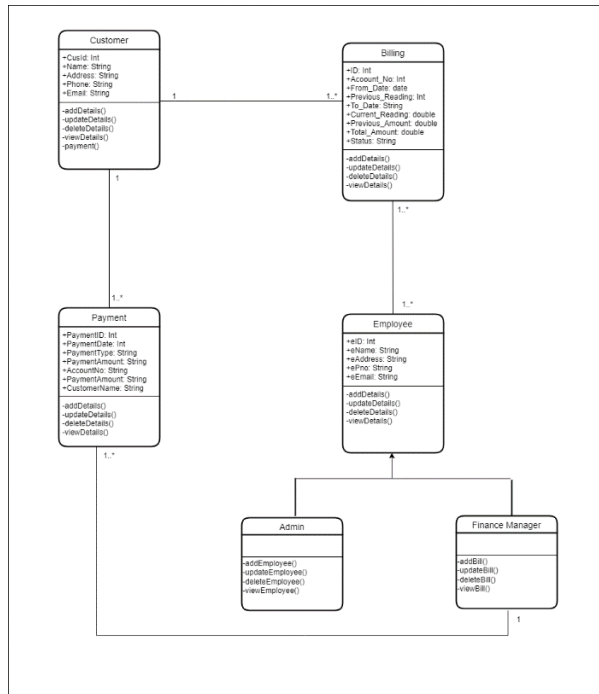 Customer
+CusId: Int
+Name: String
+Address: String
+Phone: String
+Email: String
-addDetails()
-updateDetails()
-deleteDetails()
-viewDetails()
-payment()
1
1..*
1
Billing
+ID: Int
+Account_No: Int
+From_Date: date
+Previous_Reading: Int
+To_Date: String
+Current_Reading: double
+Previous_Amount: double
+Total_Amount: double
+Status: String
-addDetails()
-updateDetails()
-deleteDetails()
-viewDetails()
1..*
1..*
Payment
+PaymentID: Int
+PaymentDate: Int
+PaymentType: String
+PaymentAmount: String
+AccountNo: String
+PaymentAmount: String
+CustomerName: String
-addDetails()
-updateDetails()
-deleteDetails()
-viewDetails()
1..*
1..*
Employee
+eID: Int
+eName: String
+eAddress: String
+ePno: String
+eEmail: String
-addDetails()
-updateDetails()
-deleteDetails()
-viewDetails()
Admin
-addEmployee()
-updateEmployee()
-deleteEmployee()
-viewEmployee()
Finance Manager
-addBill()
-updateBill()
-deleteBill()
-viewBill()
1